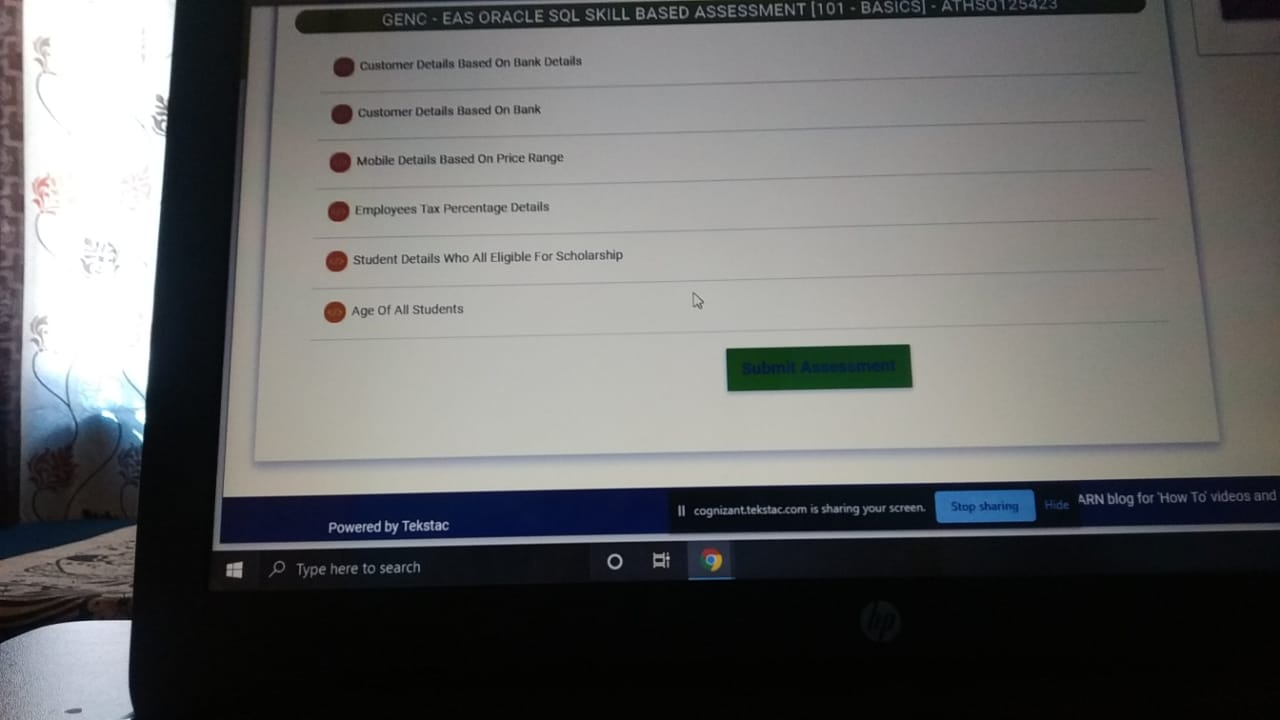 GENC - EAS ORACLE SQL SKILL BASED ASSESSMENT [101 - BASICS] - ATHSQ125423
Customer Details Based On Bank Details
Customer Details Based On Bank
Mobile Details Based On Price Range
Employees Tax Percentage Details
Student Details Who All Eligible For Scholarship
Age Of All Students
Submit Assessment
cognizant.tekstac.com is sharing your screen. Stop sharing Hide ARN blog for 'How To' videos and
Powered by Tekstac
Type here to search
hp